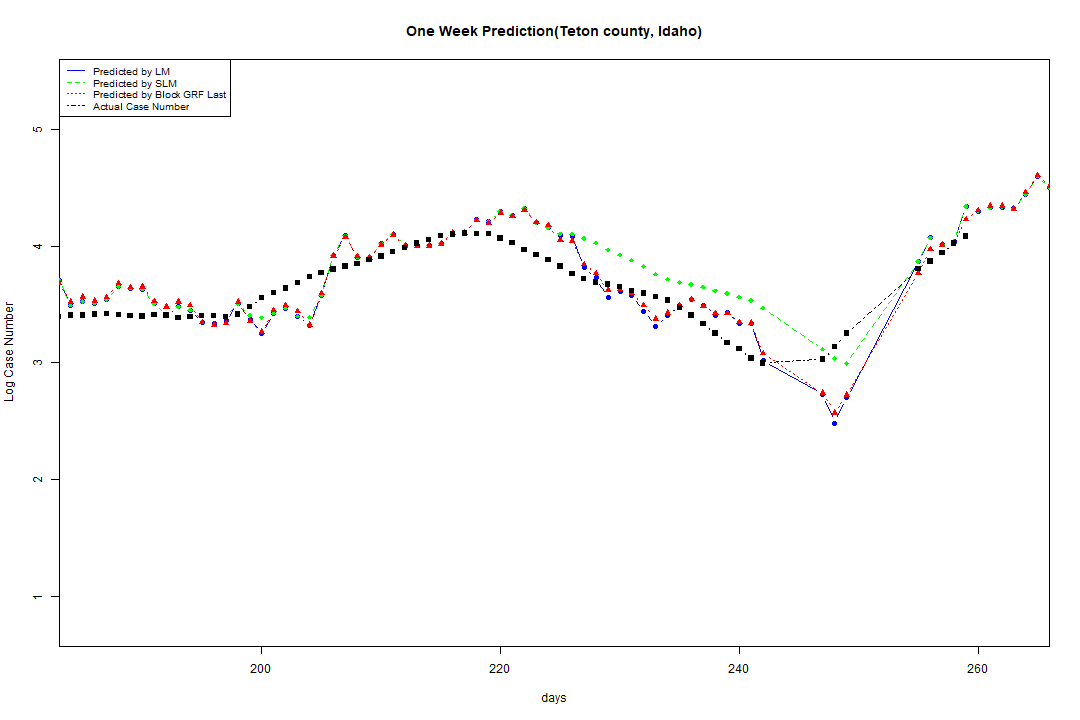 One Week Prediction(Teton county, Idaho)
Predicted by LM
Predicted by SLM
Predicted by Block GRF Last
Actual Case Number
5
4
3
2
1
Log Case Number
200 220 240 260
days